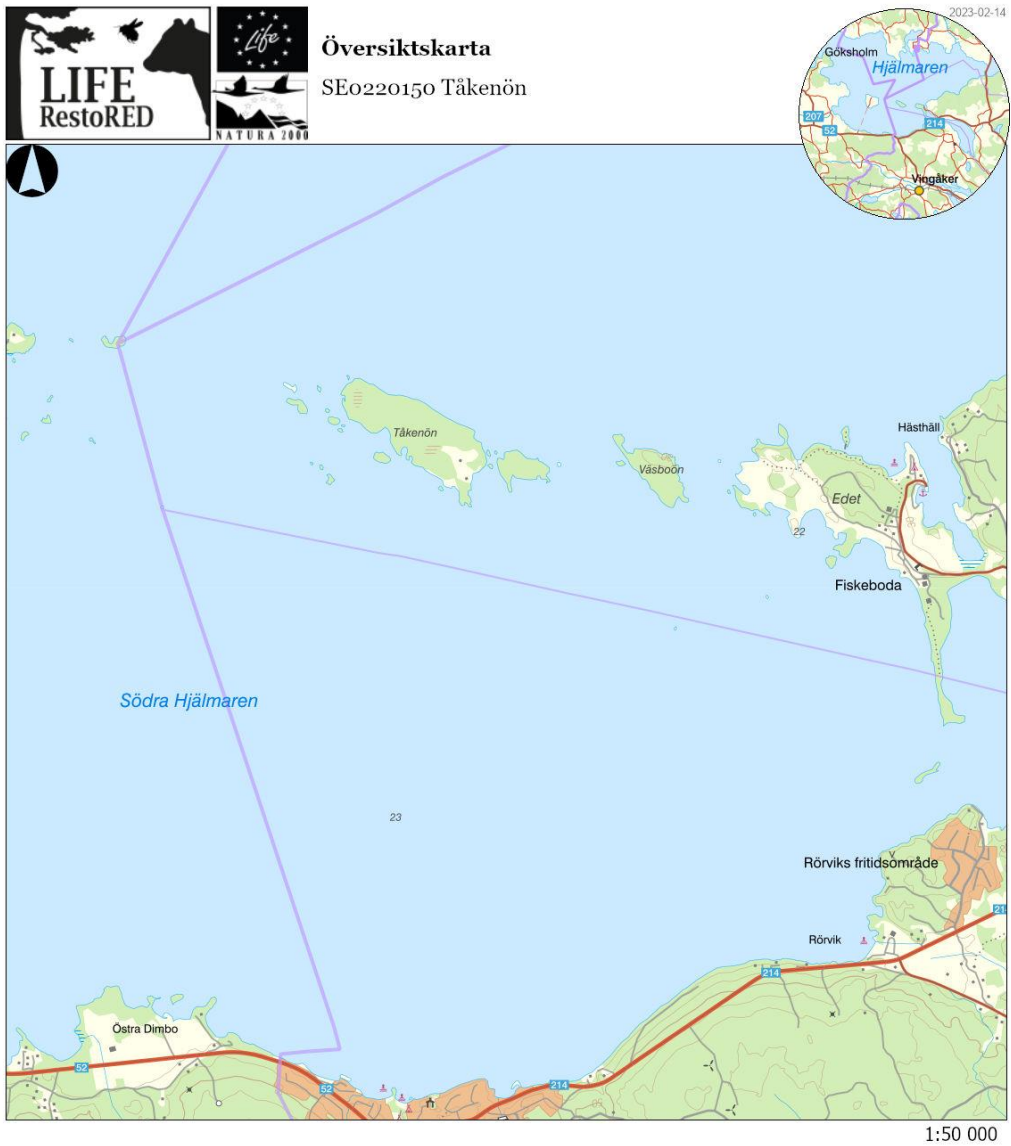 LIFE
RestoRED
Life
NATURA 2000
Översiktskarta
SE0220150 Tåkenön
2023-02-14
Göksholm
Hjälmaren
207
52
214
Vingåker
Tåkenön
Väsboön
Hästhäll
Edet
22
Fiskeboda
Södra Hjälmaren
23
Rörviks fritidsområde
21
Rörvik
214
Östra Dimbo
52
52
214
1:50 000